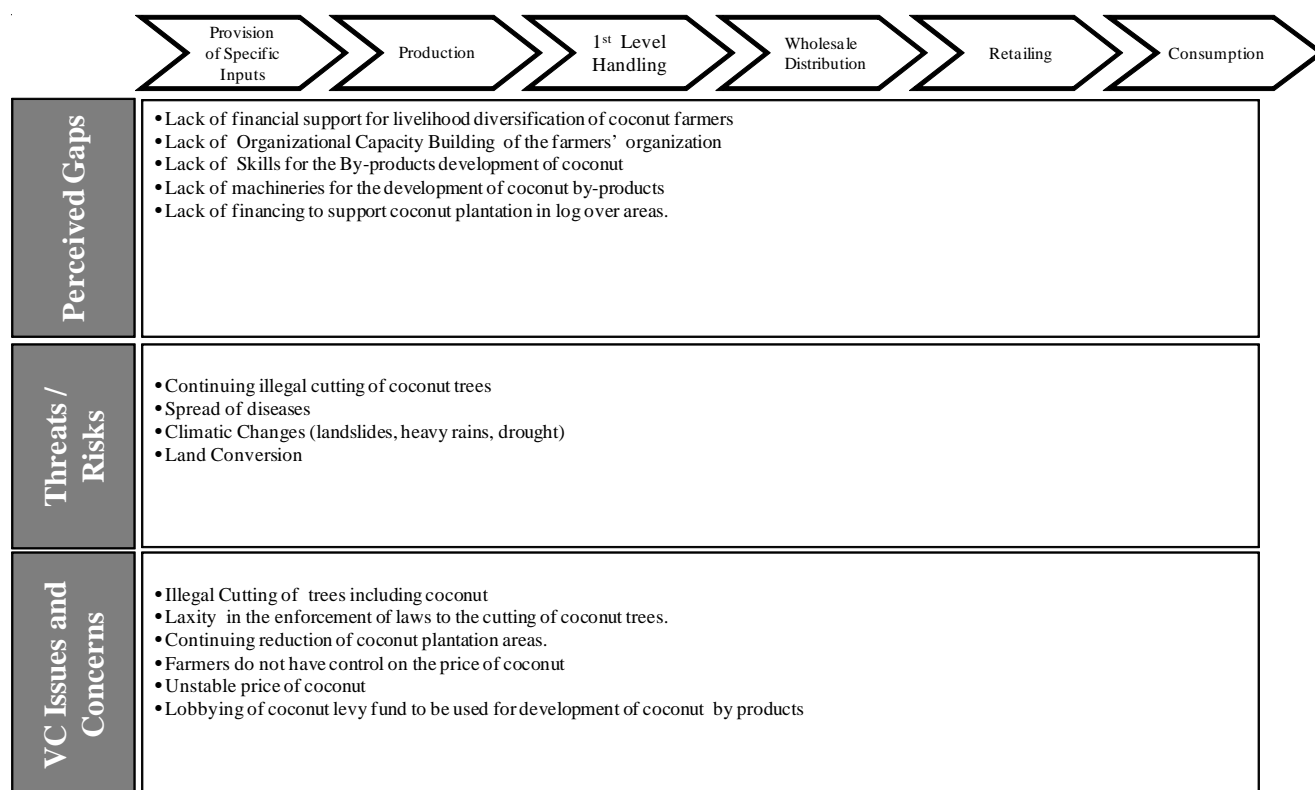 Provision
of Specific
Inputs
Production
1st Level
Handling
Wholesale
Distribution
Retailing
Consumption
Perceived Gaps
•Lack of financial support for livelihood diversification of coconut farmers
•Lack of Organizational Capacity Building of the farmers' organization
•Lack of Skills for the By-products development of coconut
•Lack of machineries for the development of coconut by-products
•Lack of financing to support coconut plantation in log over areas.
Threats /
Risks
•Continuing illegal cutting of coconut trees
•Spread of diseases
•Climatic Changes (landslides, heavy rains, drought)
•Land Conversion
VC Issues and
Concerns
•Illegal Cutting of trees including coconut
•Laxity in the enforcement of laws to the cutting of coconut trees.
•Continuing reduction of coconut plantation areas.
•Farmers do not have control on the price of coconut
•Unstable price of coconut
•Lobbying of coconut levy fund to be used for development of coconut by products